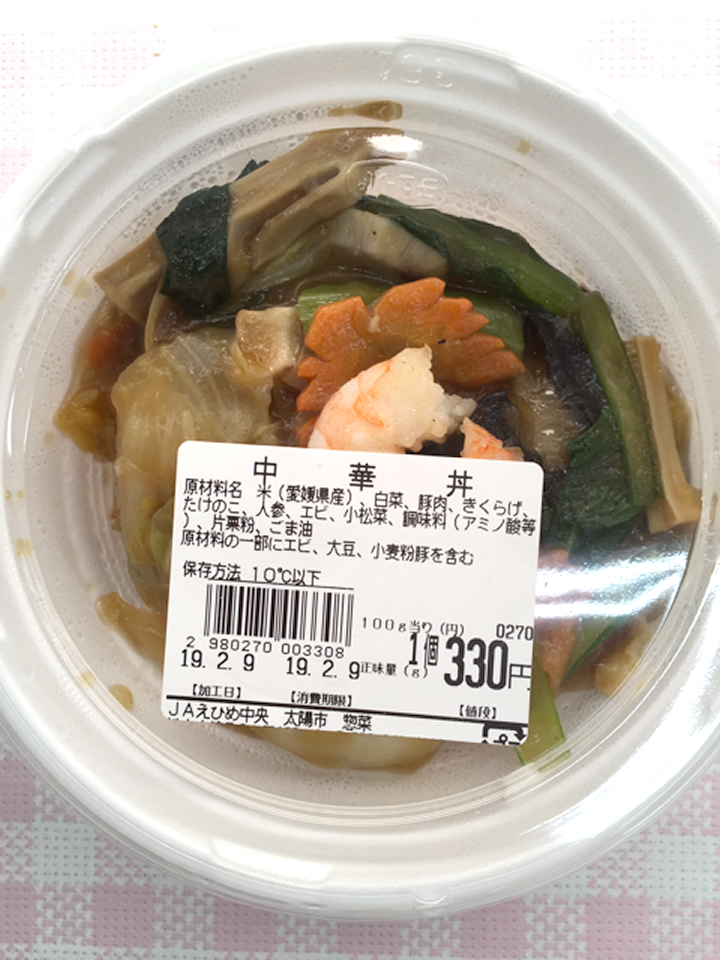 中華丼
原材料名 米（愛媛県産）、白菜、豚肉、きくらげ、
たけのこ、人参、エビ、小松菜、調味料（アミノ酸等
）、片栗粉、ごま油
原材料の一部にエビ、大豆、小麦粉豚を含む
保存方法 10℃以下
100g当り（円） 0270
2 980270 003308
19.2.9 19.2.9 正味量（g） 1個 330円
【加工日】 【消費期限】 【値段】
JAえひめ中央 太陽市 惣菜